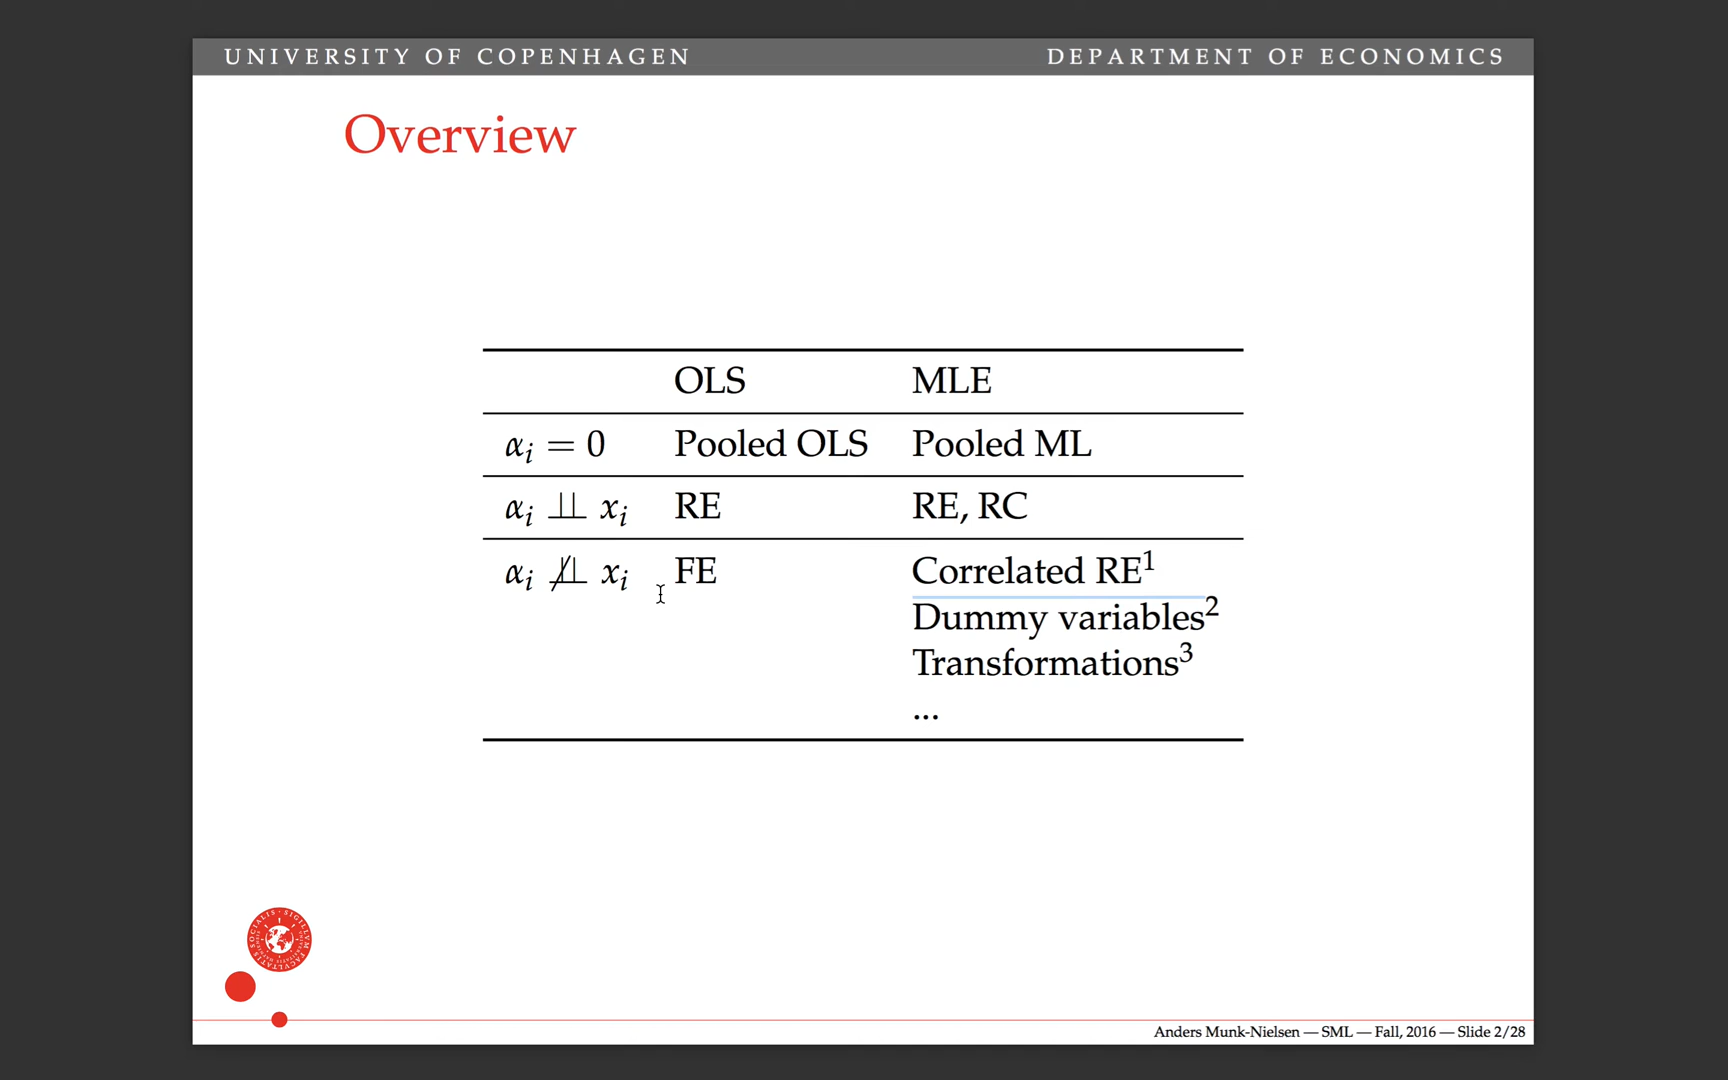 UNIVERSITY OF COPENHAGEN DEPARTMENT OF ECONOMICS
Overview
OLS MLE
αᵢ = 0 Pooled OLS Pooled ML
αᵢ ⫫ xᵢ RE RE, RC
αᵢ ⫫̸ xᵢ FE Correlated RE¹
Dummy variables²
Transformations³
...
Anders Munk-Nielsen — SML — Fall, 2016 — Slide 2/28